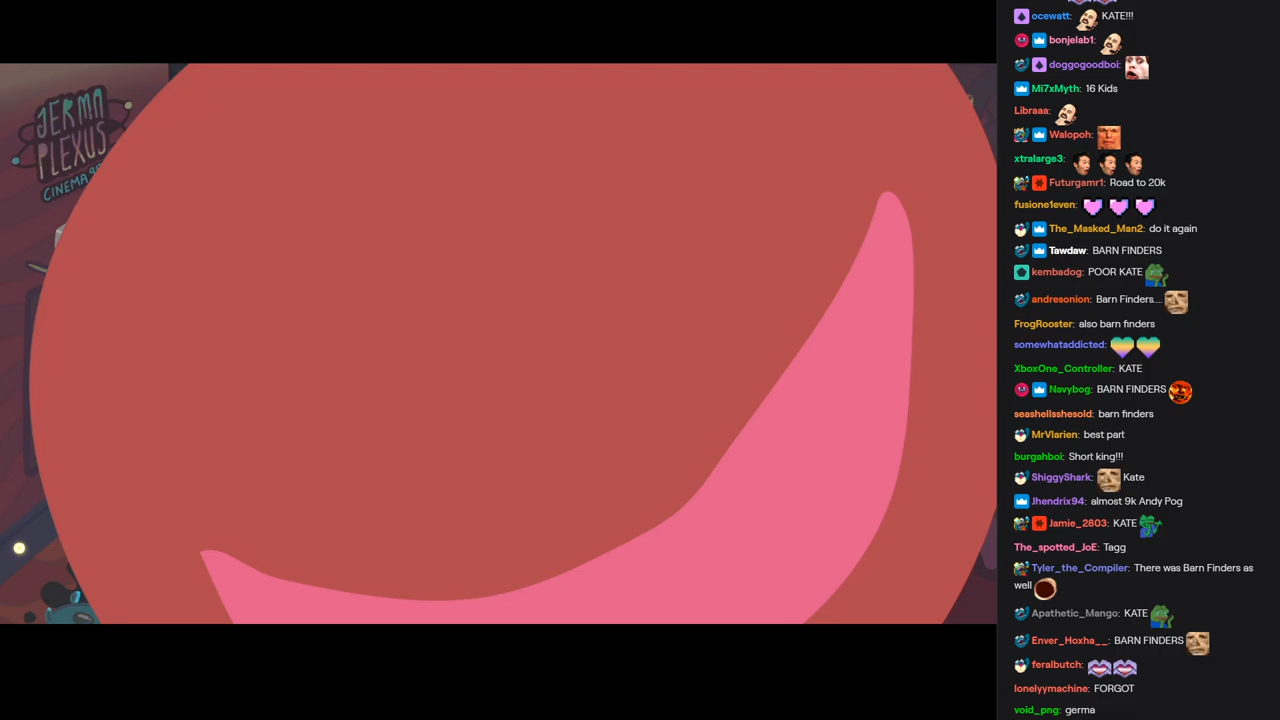 JERMA
PLEXUS
CINEMA 98
ocewatt: KATE!!!
bonjelab1:
doggogoodboi:
Mi7xMyth: 16 Kids
Libraaa:
Walopoh:
xtralarge3:
Futurgamr1: Road to 20k
fusione1even:
The_Masked_Man2: do it again
Tawdaw: BARN FINDERS
kembadog: POOR KATE
andresonion: Barn Finders....
FrogRooster: also barn finders
somewhataddicted:
XboxOne_Controller: KATE
Navybog: BARN FINDERS
seashellsshesold: barn finders
MrVlarien: best part
burgahboi: Short king!!!
ShiggyShark: Kate
Jhendrix94: almost 9k Andy Pog
Jamie_2803: KATE
The_spotted_JoE: Tagg
Tyler_the_Compiler: There was Barn Finders as
well
Apathetic_Mango: KATE
Enver_Hoxha__: BARN FINDERS
feralbutch:
lonelyymachine: FORGOT
void_png: germa